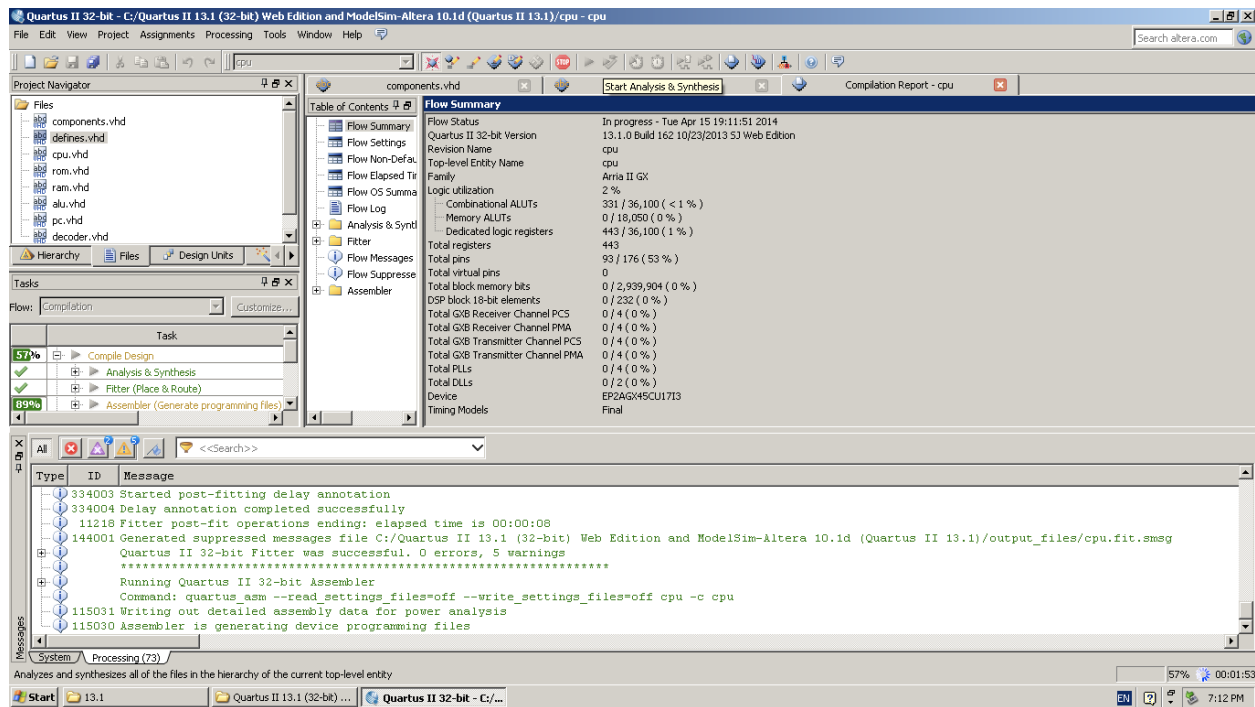 Quartus II 32-bit - C:/Quartus II 13.1 (32-bit) Web Edition and ModelSim-Altera 10.1d (Quartus II 13.1)/cpu - cpu
File Edit View Project Assignments Processing Tools Window Help
Search altera.com
cpu
STOP
Project Navigator
Files
components.vhd
defines.vhd
cpu.vhd
rom.vhd
ram.vhd
alu.vhd
pc.vhd
decoder.vhd
Hierarchy Files Design Units
Tasks
Flow: Compilation Customize...
Task
57% Compile Design
Analysis & Synthesis
Fitter (Place & Route)
89% Assembler (Generate programming files)
components.vhd Start Analysis & Synthesis Compilation Report - cpu
Table of Contents
Flow Summary
Flow Settings
Flow Non-Defau
Flow Elapsed Tir
Flow OS Summa
Flow Log
Analysis & Syntl
Fitter
Flow Messages
Flow Suppresse
Assembler
Flow Summary
Flow Status In progress - Tue Apr 15 19:11:51 2014
Quartus II 32-bit Version 13.1.0 Build 162 10/23/2013 SJ Web Edition
Revision Name cpu
Top-level Entity Name cpu
Family Arria II GX
Logic utilization 2 %
Combinational ALUTs 331 / 36,100 ( < 1 % )
Memory ALUTs 0 / 18,050 ( 0 % )
Dedicated logic registers 443 / 36,100 ( 1 % )
Total registers 443
Total pins 93 / 176 ( 53 % )
Total virtual pins 0
Total block memory bits 0 / 2,939,904 ( 0 % )
DSP block 18-bit elements 0 / 232 ( 0 % )
Total GXB Receiver Channel PCS 0 / 4 ( 0 % )
Total GXB Receiver Channel PMA 0 / 4 ( 0 % )
Total GXB Transmitter Channel PCS 0 / 4 ( 0 % )
Total GXB Transmitter Channel PMA 0 / 4 ( 0 % )
Total PLLs 0 / 4 ( 0 % )
Total DLLs 0 / 2 ( 0 % )
Device EP2AGX45CU17I3
Timing Models Final
All <<Search>>
Type ID Message
334003 Started post-fitting delay annotation
334004 Delay annotation completed successfully
11218 Fitter post-fit operations ending: elapsed time is 00:00:08
144001 Generated suppressed messages file C:/Quartus II 13.1 (32-bit) Web Edition and ModelSim-Altera 10.1d (Quartus II 13.1)/output_files/cpu.fit.smsg
Quartus II 32-bit Fitter was successful. 0 errors, 5 warnings
*******************************************************************
Running Quartus II 32-bit Assembler
Command: quartus_asm --read_settings_files=off --write_settings_files=off cpu -c cpu
115031 Writing out detailed assembly data for power analysis
115030 Assembler is generating device programming files
Messages
System Processing (73)
Analyzes and synthesizes all of the files in the hierarchy of the current top-level entity
57% 00:01:53
Start 13.1 Quartus II 13.1 (32-bit) ... Quartus II 32-bit - C:/... EN 7:12 PM